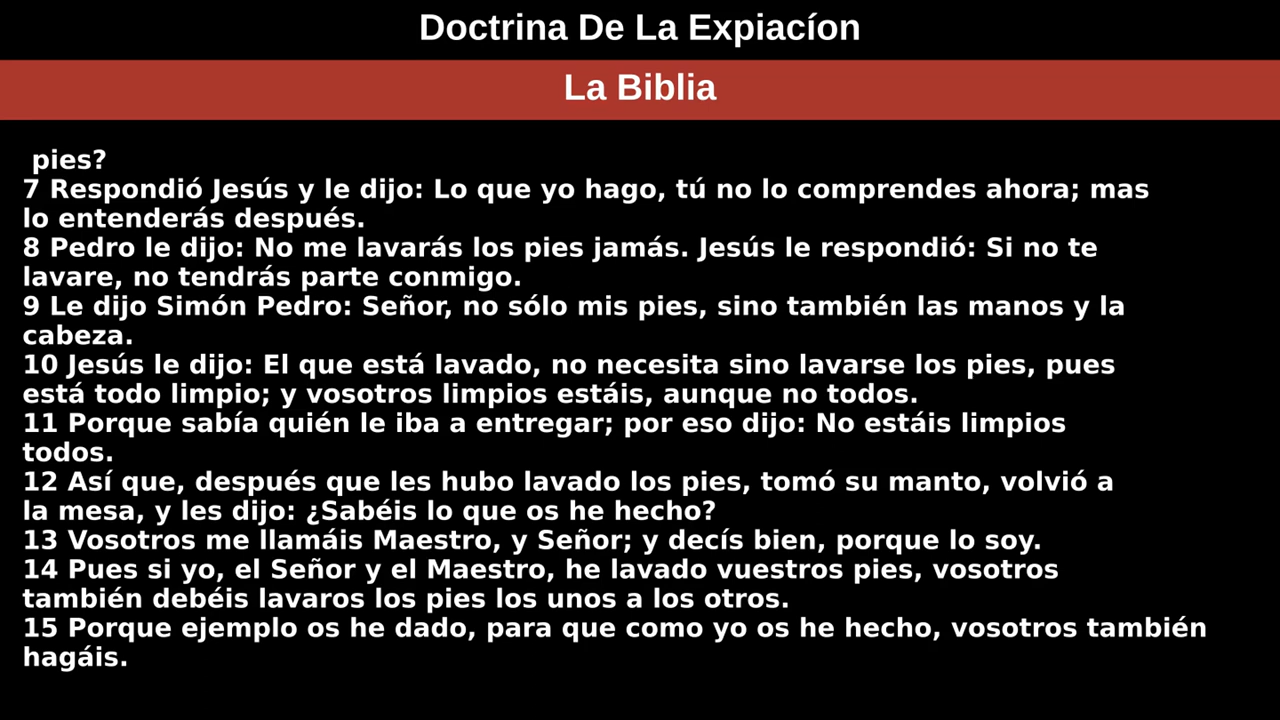 Doctrina De La Expiacíon
La Biblia
pies?
7 Respondió Jesús y le dijo: Lo que yo hago, tú no lo comprendes ahora; mas
lo entenderás después.
8 Pedro le dijo: No me lavarás los pies jamás. Jesús le respondió: Si no te
lavare, no tendrás parte conmigo.
9 Le dijo Simón Pedro: Señor, no sólo mis pies, sino también las manos y la
cabeza.
10 Jesús le dijo: El que está lavado, no necesita sino lavarse los pies, pues
está todo limpio; y vosotros limpios estáis, aunque no todos.
11 Porque sabía quién le iba a entregar; por eso dijo: No estáis limpios
todos.
12 Así que, después que les hubo lavado los pies, tomó su manto, volvió a
la mesa, y les dijo: ¿Sabéis lo que os he hecho?
13 Vosotros me llamáis Maestro, y Señor; y decís bien, porque lo soy.
14 Pues si yo, el Señor y el Maestro, he lavado vuestros pies, vosotros
también debéis lavaros los pies los unos a los otros.
15 Porque ejemplo os he dado, para que como yo os he hecho, vosotros también
hagáis.